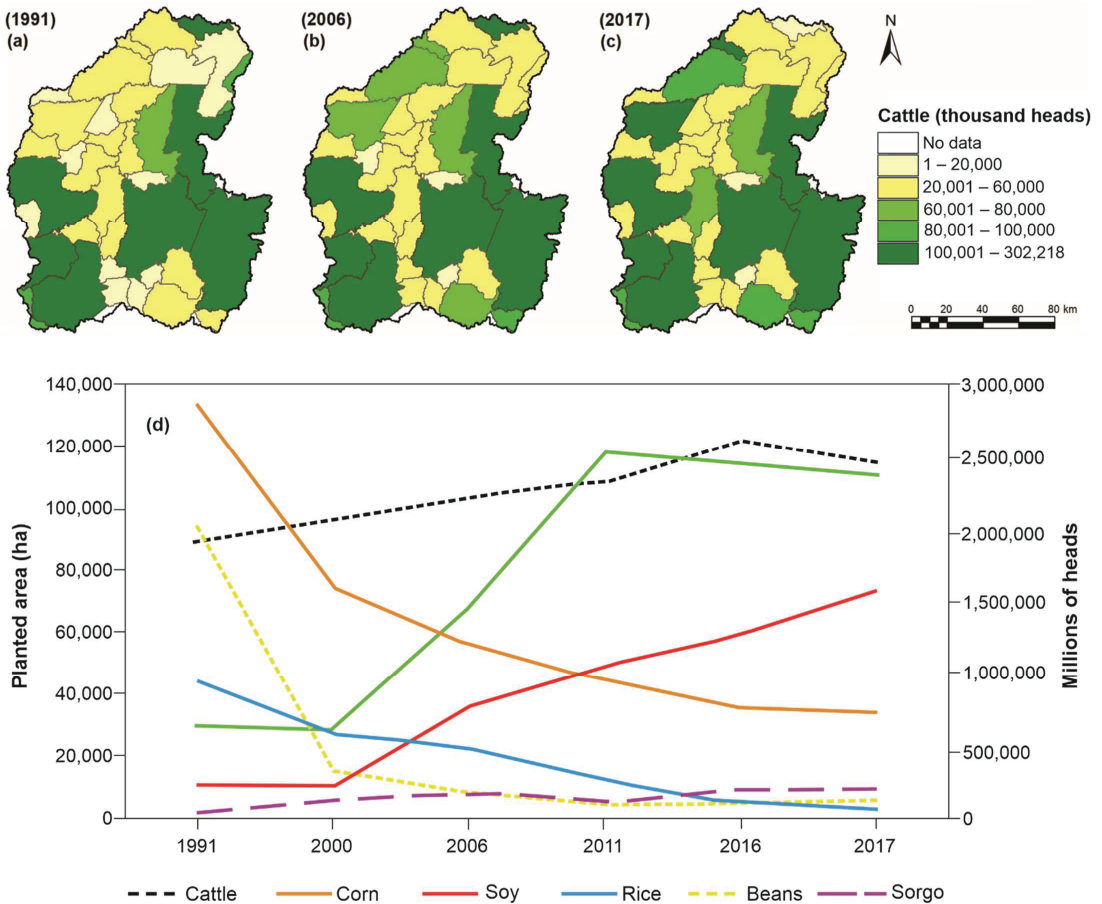 (1991)
(a)
(2006)
(b)
(2017)
(c)
N
Cattle (thousand heads)
No data
1 – 20,000
20,001 – 60,000
60,001 – 80,000
80,001 – 100,000
100,001 – 302,218
0 20 40 60 80 km
(d)
Planted area (ha)
140,000
120,000
100,000
80,000
60,000
40,000
20,000
0
3,000,000
2,500,000
2,000,000
1,500,000
1,000,000
500,000
0
Millions of heads
1991 2000 2006 2011 2016 2017
Cattle Corn Soy Rice Beans Sorgo